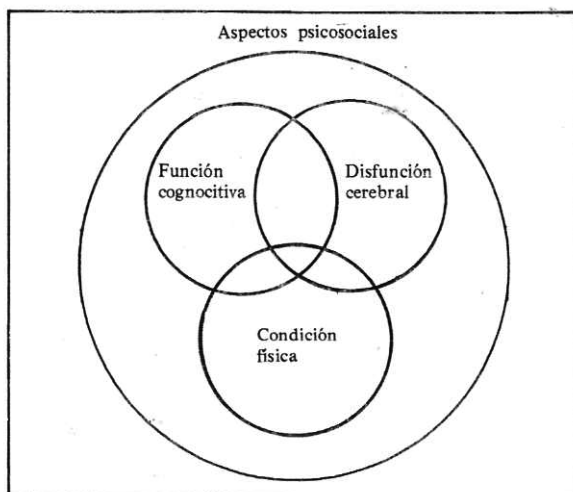 Aspectos psicosociales
Función
cognocitiva
Disfunción
cerebral
Condición
física